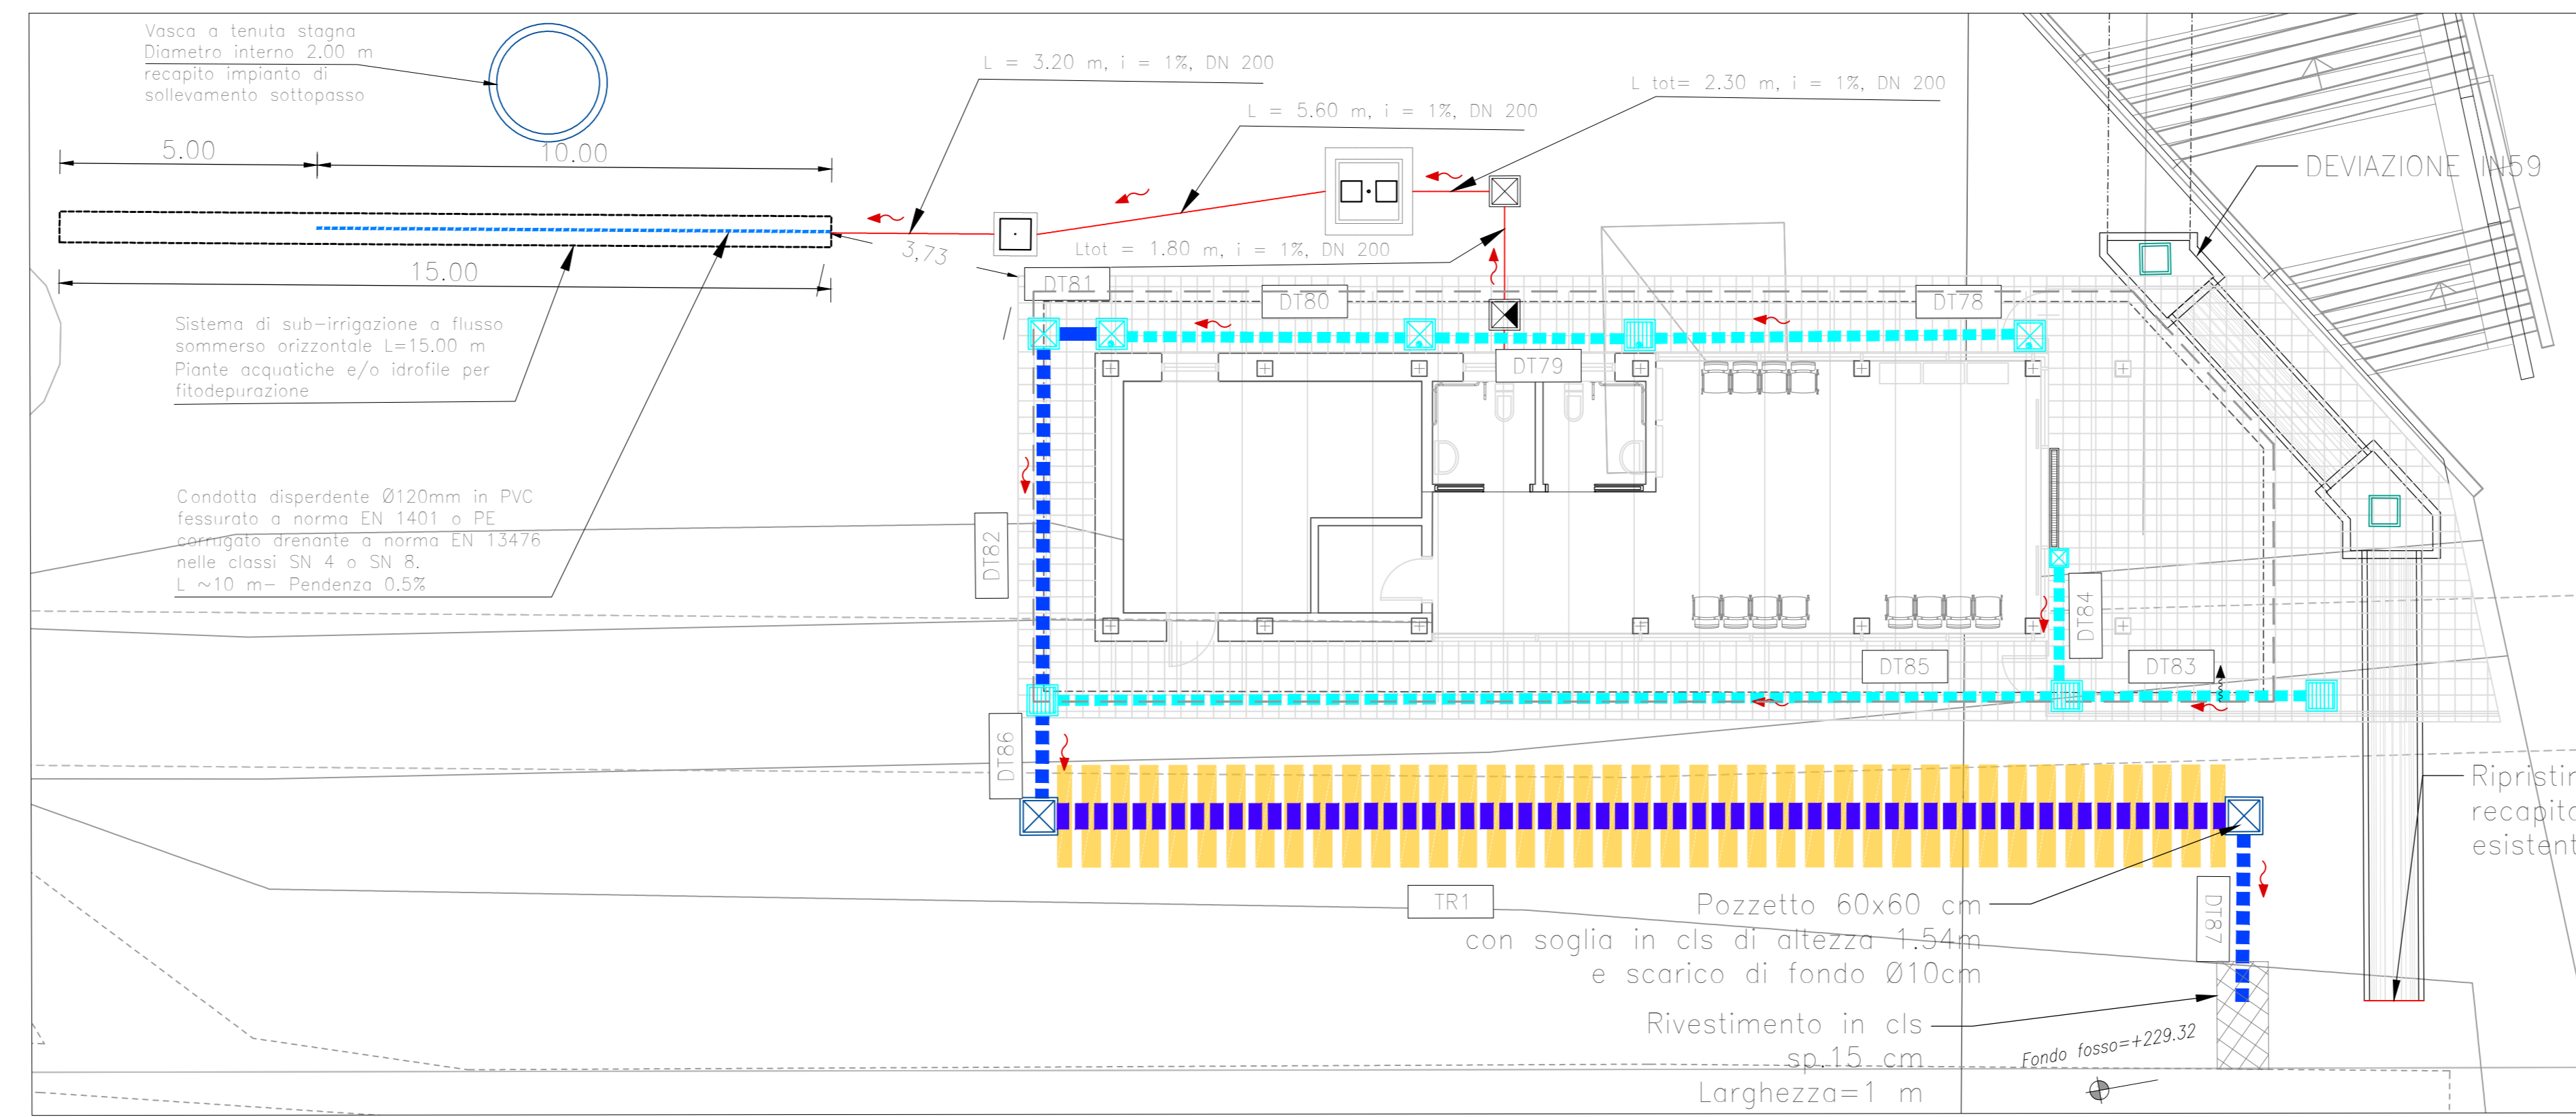 Vasca a tenuta stagna
Diametro interno 2.00 m
recapito impianto di
sollevamento sottopasso
L = 3.20 m, i = 1%, DN 200
L = 5.60 m, i = 1%, DN 200
L tot= 2.30 m, i = 1%, DN 200
5.00
10.00
DEVIAZIONE IN59
3,73
Ltot = 1.80 m, i = 1%, DN 200
15.00
DT81
DT80
DT78
Sistema di sub-irrigazione a flusso
sommerso orizzontale L=15.00 m
Piante acquatiche e/o idrofile per
fitodepurazione
DT79
Condotta disperdente Ø120mm in PVC
fessurato a norma EN 1401 o PE
corrugato drenante a norma EN 13476
nelle classi SN 4 o SN 8.
L ~10 m- Pendenza 0.5%
DT82
DT84
DT85
DT83
DT86
Ripristin
recapito
esistent
TR1
Pozzetto 60x60 cm
con soglia in cls di altezza 1.54m
e scarico di fondo Ø10cm
DT87
Rivestimento in cls
sp.15 cm
Larghezza=1 m
Fondo fosso=+229.32